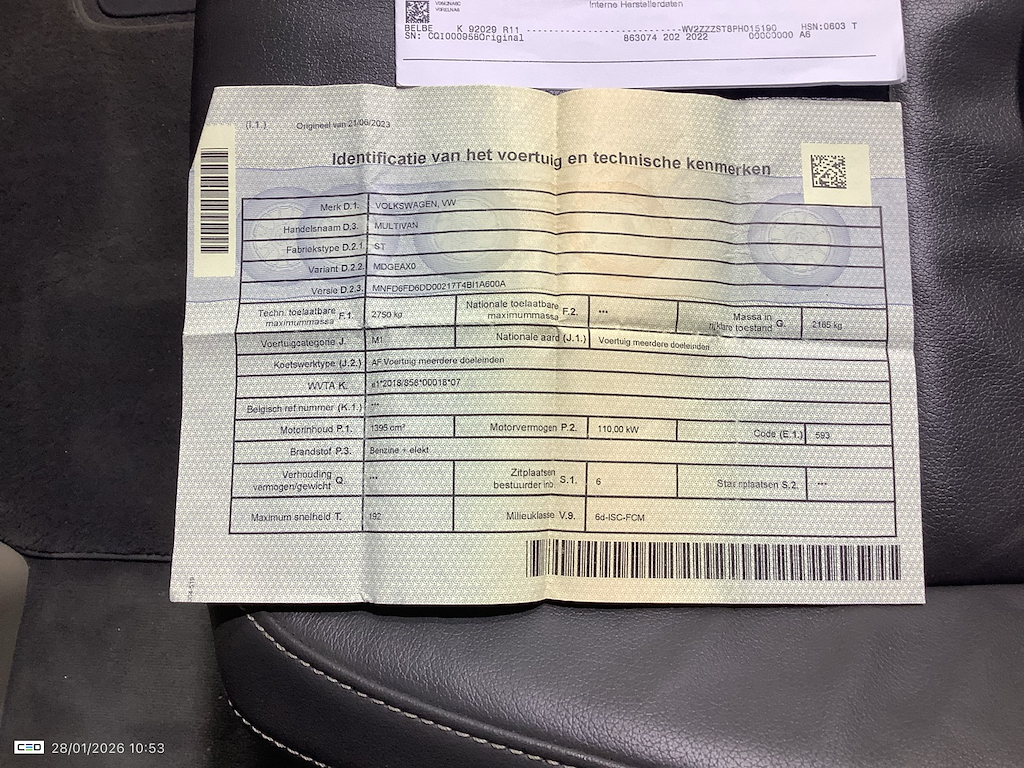 Interne Herstellerdaten
BELBE K 92029 R11 ----------------------WV2ZZZST8PH015190 HSN:0603 T
SN: CQI0009580riginal 863074 202 2022 00000000 A6
(I.1.) Origineel van 21/06/2023
Identificatie van het voertuig en technische kenmerken
Merk D.1. VOLKSWAGEN, VW
Handelsnaam D.3. MULTIVAN
Fabriekstype D.2.1. ST
Variant D.2.2. MDGEAX0
Versie D.2.3. MNFD6FD6DD00217T4BI1A600A
Techn. toelaatbare maximummassa F.1. 2750 kg Nationale toelaatbare maximummassa F.2. *** Massa in rijklare toestand G. 2165 kg
Voertuigcategorie J. M1 Nationale aard (J.1.) Voertuig meerdere doeleinden
Koetswerktype (J.2.) AF Voertuig meerdere doeleinden
WVTA K. e1*2018/858*00018*07
Belgisch ref.nummer (K.1.) ***
Motorinhoud P.1. 1395 cm³ Motorvermogen P.2. 110,00 kW Code (E.1.) 593
Brandstof P.3. Benzine + elekt
Verhouding vermogen/gewicht Q. *** Zitplaatsen bestuurder inb. S.1. 6 Staanplaatsen S.2. ***
Maximum snelheid T. 192 Milieuklasse V.9. 6d-ISC-FCM
CEO 28/01/2026 10:53